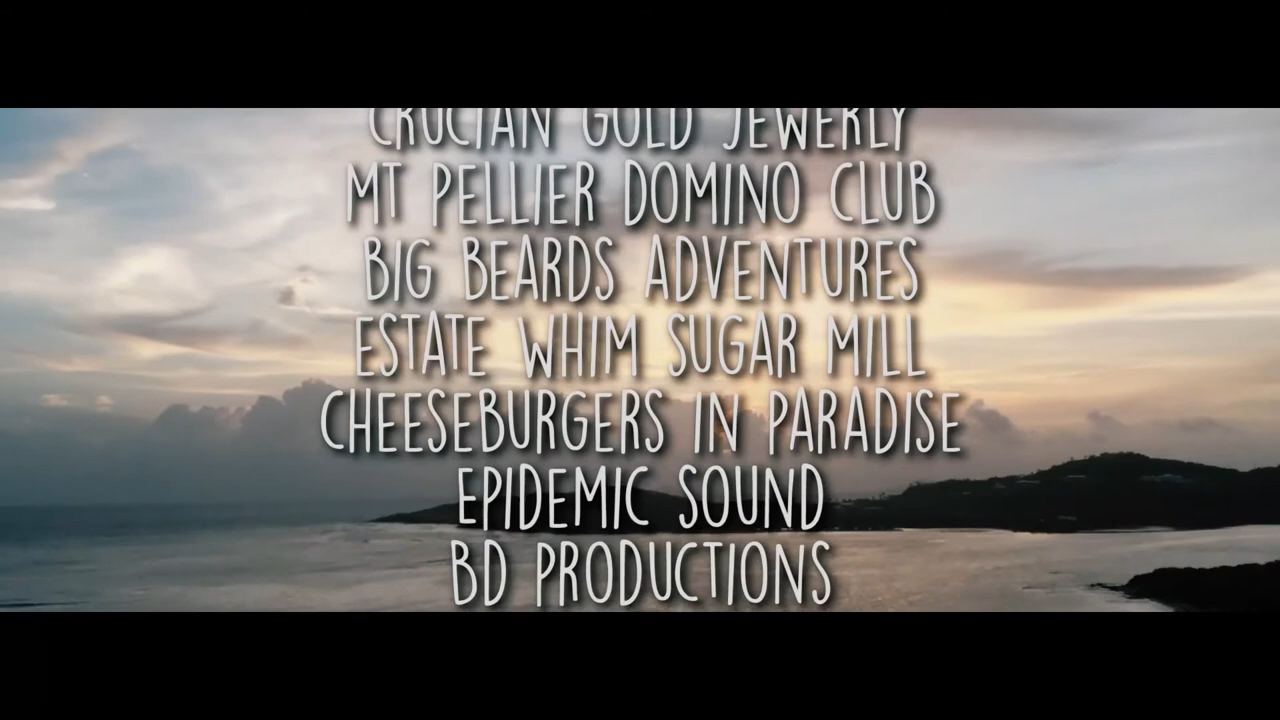 CRUCIAN GOLD JEWERLY
MT PELLIER DOMINO CLUB
BIG BEARDS ADVENTURES
ESTATE WHIM SUGAR MILL
CHEESEBURGERS IN PARADISE
EPIDEMIC SOUND
BD PRODUCTIONS